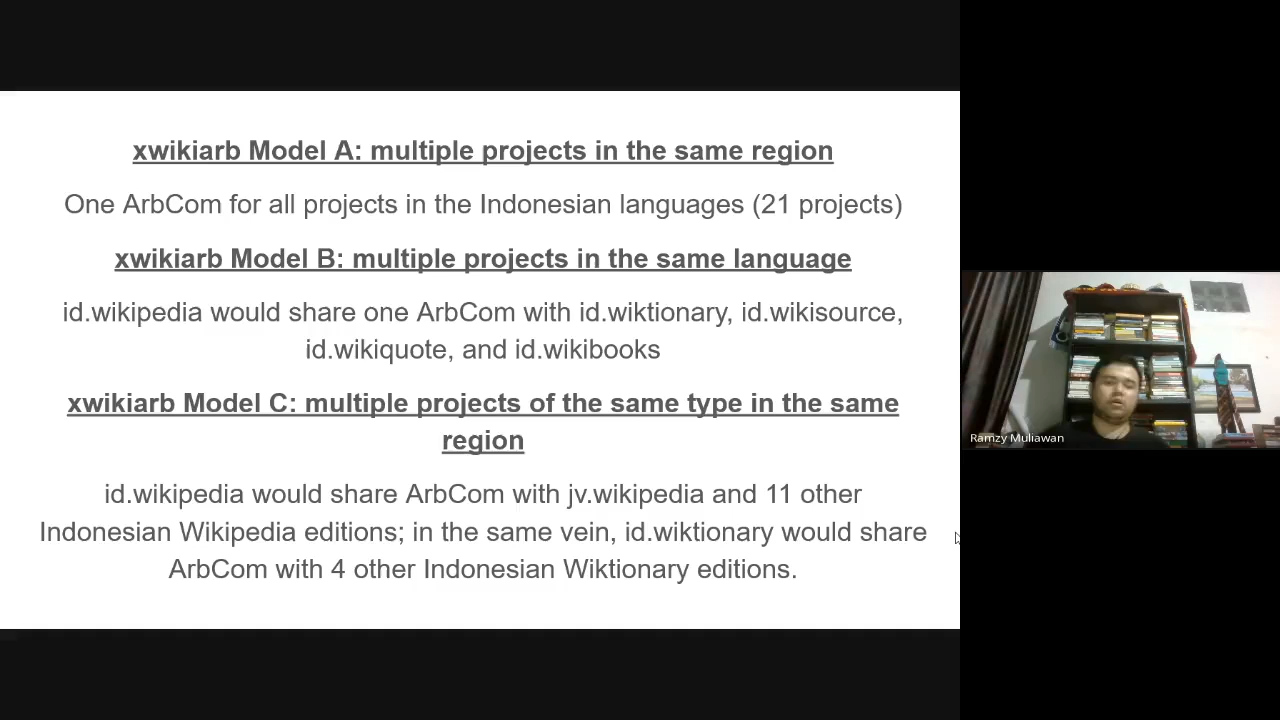 xwikiarb Model A: multiple projects in the same region
One ArbCom for all projects in the Indonesian languages (21 projects)
xwikiarb Model B: multiple projects in the same language
id.wikipedia would share one ArbCom with id.wiktionary, id.wikisource,
id.wikiquote, and id.wikibooks
xwikiarb Model C: multiple projects of the same type in the same
region
id.wikipedia would share ArbCom with jv.wikipedia and 11 other
Indonesian Wikipedia editions; in the same vein, id.wiktionary would share
ArbCom with 4 other Indonesian Wiktionary editions.
Ramzy Muliawan